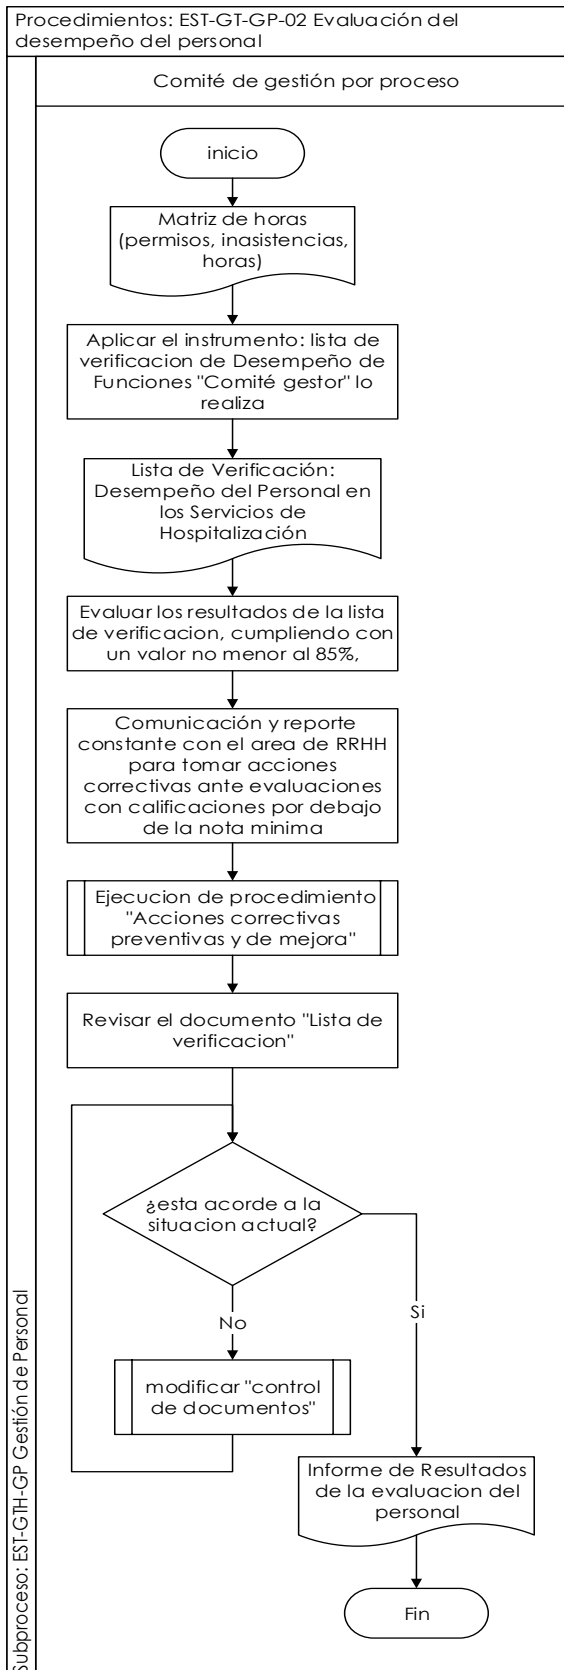 Procedimientos: EST-GT-GP-02 Evaluación del
desempeño del personal
Comité de gestión por proceso
inicio
Matriz de horas
(permisos, inasistencias,
horas)
Aplicar el instrumento: lista de
verificacion de Desempeño de
Funciones "Comité gestor" lo
realiza
Lista de Verificación:
Desempeño del Personal en
los Servicios de
Hospitalización
Evaluar los resultados de la lista
de verificacion, cumpliendo con
un valor no menor al 85%,
Comunicación y reporte
constante con el area de RRHH
para tomar acciones
correctivas ante evaluaciones
con calificaciones por debajo
de la nota minima
Ejecucion de procedimiento
"Acciones correctivas
preventivas y de mejora"
Revisar el documento "Lista de
verificacion"
¿esta acorde a la
situacion actual?
No
Si
modificar "control
de documentos"
Informe de Resultados
de la evaluacion del
personal
Fin
Subproceso: EST-GTH-GP Gestión de Personal